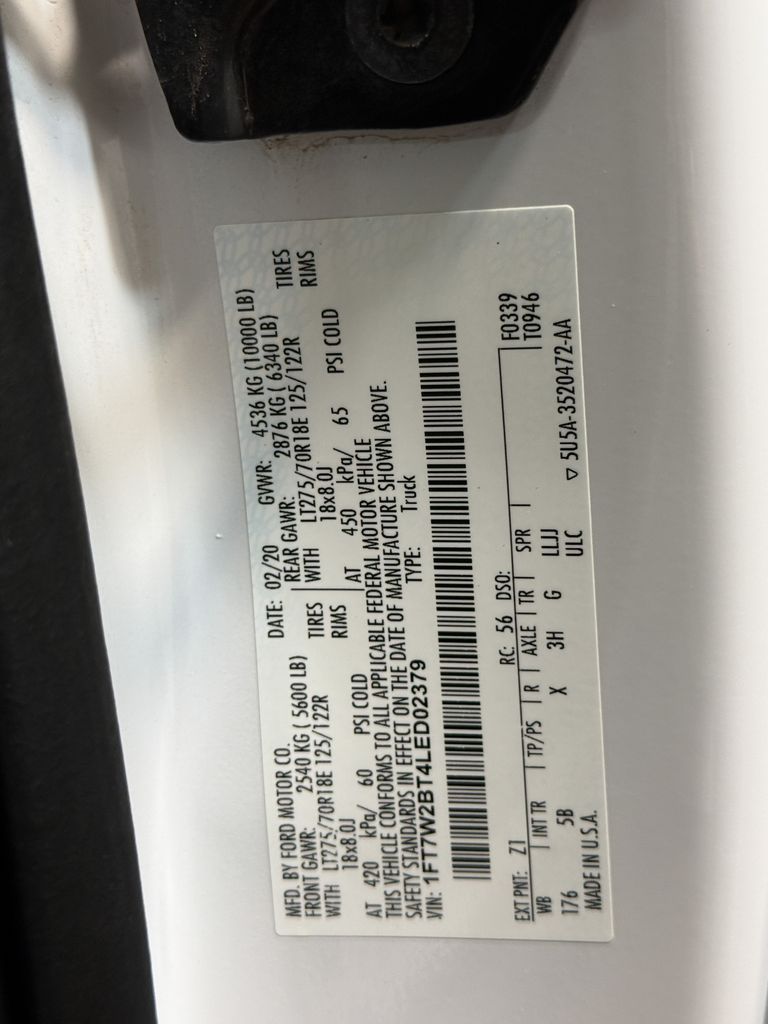 MFD. BY FORD MOTOR CO.
DATE: 02/20 GVWR: 4536 KG (10000 LB)
FRONT GAWR: 2540 KG ( 5600 LB) REAR GAWR: 2876 KG ( 6340 LB)
WITH LT275/70R18E 125/122R TIRES WITH LT275/70R18E 125/122R TIRES
18x8.0J RIMS 18x8.0J RIMS
AT 420 kPa/ 60 PSI COLD AT 450 kPa/ 65 PSI COLD
THIS VEHICLE CONFORMS TO ALL APPLICABLE FEDERAL MOTOR VEHICLE
SAFETY STANDARDS IN EFFECT ON THE DATE OF MANUFACTURE SHOWN ABOVE.
VIN: 1FT7W2BT4LED02379 TYPE: Truck
F0339
T0946
EXT PNT: Z1 RC: 56 DSO:
WB INT TR TP/PS R AXLE TR SPR
176 5B X 3H G LLJJ
ULC
MADE IN U.S.A. ▽ 5U5A-3520472-AA